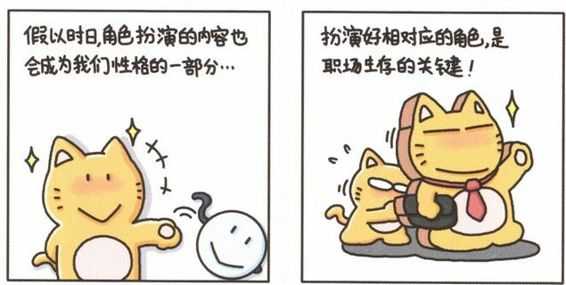 假以时日,角色扮演的内容也
会成为我们性格的一部分…
扮演好相对应的角色,是
职场生存的关键！